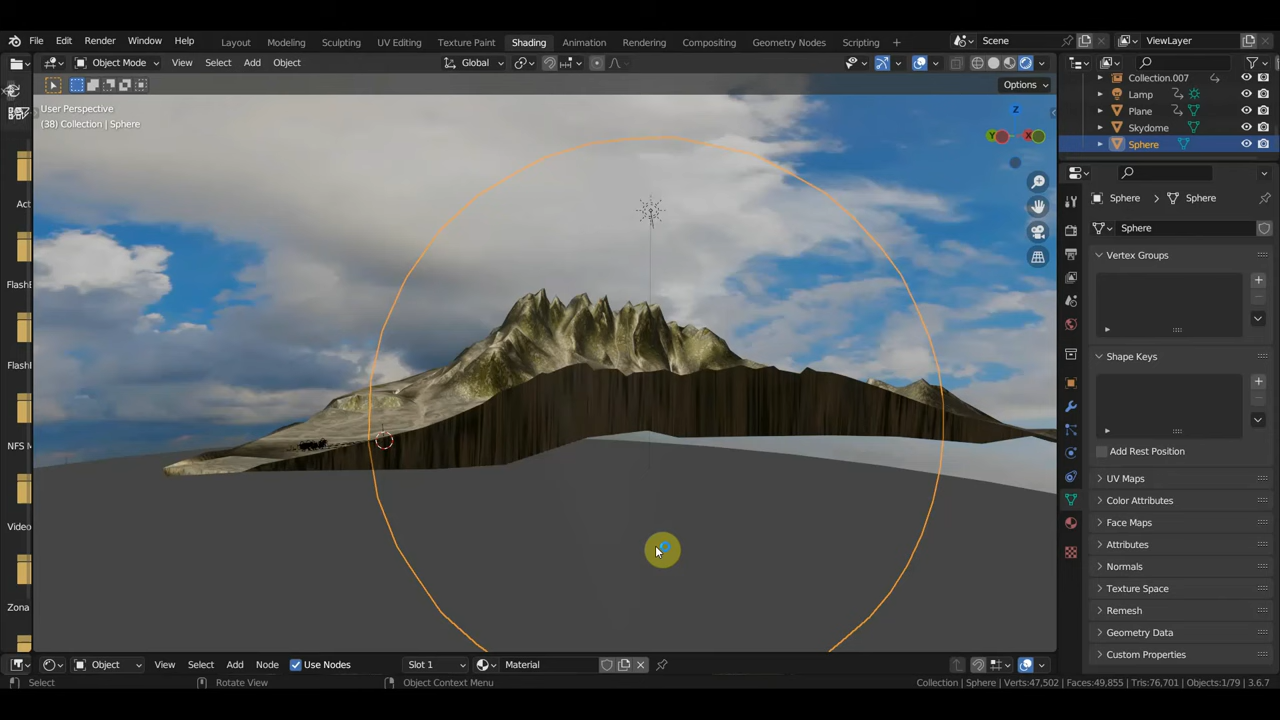 File Edit Render Window Help
Layout Modeling Sculpting UV Editing Texture Paint Shading Animation Rendering Compositing Geometry Nodes Scripting +
Scene
ViewLayer
Object Mode View Select Add Object
Global
Options
User Perspective
(38) Collection | Sphere
Z
Y
X
Collection.007
Lamp
Plane
Skydome
Sphere
Sphere > Sphere
Sphere
Vertex Groups
Shape Keys
Add Rest Position
UV Maps
Color Attributes
Face Maps
Attributes
Normals
Texture Space
Remesh
Geometry Data
Custom Properties
Act
FlashB
FlashI
NFS M
Video
Zona
Object View Select Add Node Use Nodes Slot 1 Material
Select Rotate View Object Context Menu
Collection | Sphere Verts:47,502 | Faces:49,855 | Tris:76,701 | Objects:1/79 | 3.6.7